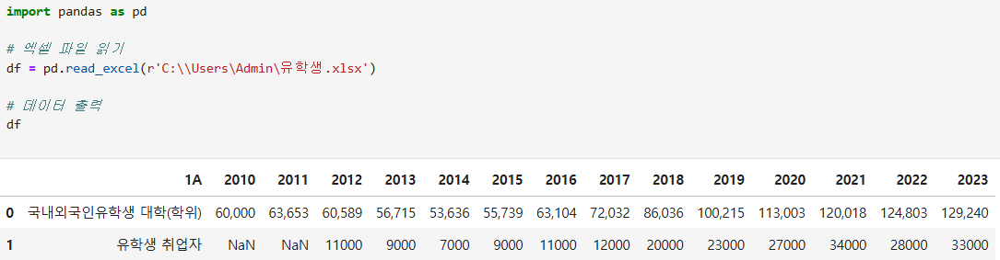 import pandas as pd
# 엑셀 파일 읽기
df = pd.read_excel(r'C:\\Users\Admin\유학생.xlsx')
# 데이터 출력
df
1A 2010 2011 2012 2013 2014 2015 2016 2017 2018 2019 2020 2021 2022 2023
0 국내외국인유학생 대학(학위) 60,000 63,653 60,589 56,715 53,636 55,739 63,104 72,032 86,036 100,215 113,003 120,018 124,803 129,240
1 유학생 취업자 NaN NaN 11000 9000 7000 9000 11000 12000 20000 23000 27000 34000 28000 33000